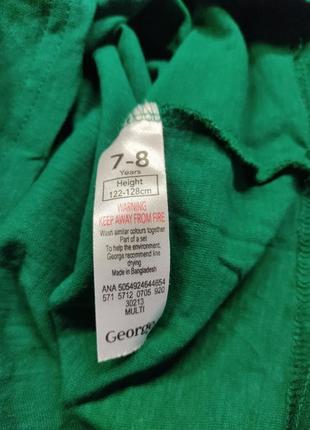 7-8
Years
Height
122-128cm
WARNING
KEEP AWAY FROM FIRE
Wash similar colours together
Part of a set
To help the environment,
George recommend line
drying
Made in Bangladesh
ANA 5054924644654
571 5712 0705 920
30213
MULTI
George